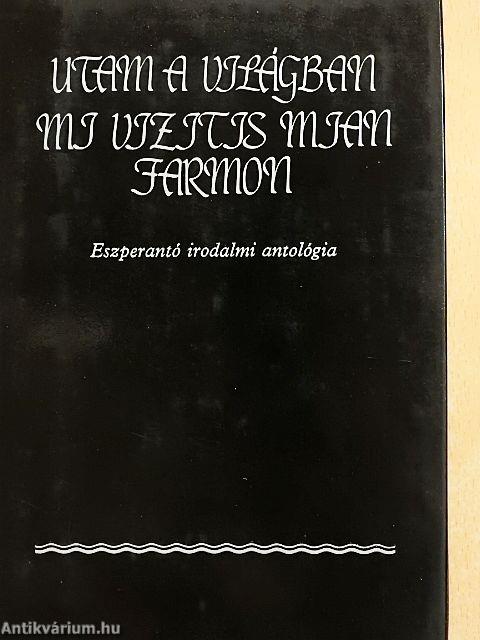 UTAM A VILÁGBAN
MI VIZITIS MIAN
FARMON
Eszperantó irodalmi antológia
Antikvárium.hu